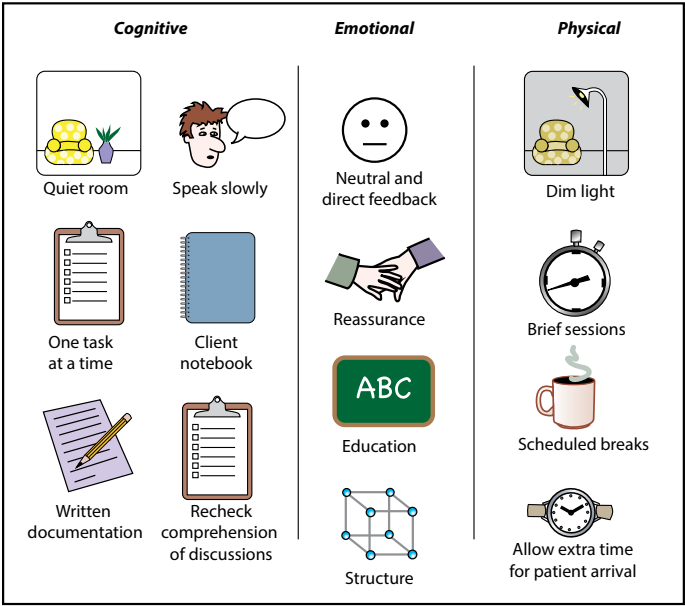 Cognitive
Quiet room
Speak slowly
One task
at a time
Client
notebook
Written
documentation
Recheck
comprehension
of discussions
Emotional
Neutral and
direct feedback
Reassurance
ABC
Education
Structure
Physical
Dim light
Brief sessions
Scheduled breaks
Allow extra time
for patient arrival